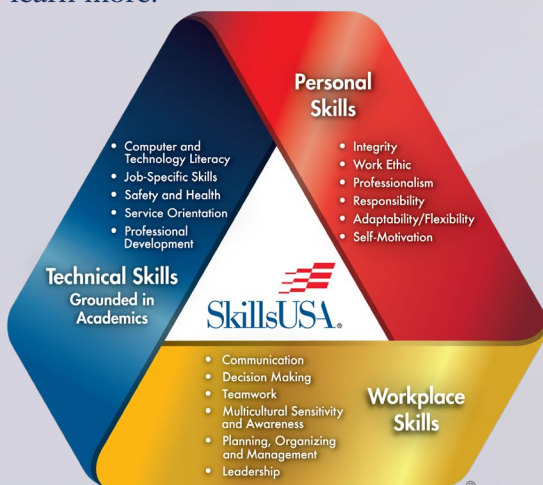 learn more.
Personal
Skills
• Integrity
• Work Ethic
• Professionalism
• Responsibility
• Adaptability/Flexibility
• Self-Motivation
• Computer and
Technology Literacy
• Job-Specific Skills
• Safety and Health
• Service Orientation
• Professional
Development
Technical Skills
Grounded in
Academics
SkillsUSA®
• Communication
• Decision Making
• Teamwork
• Multicultural Sensitivity
and Awareness
• Planning, Organizing
and Management
• Leadership
Workplace
Skills
®